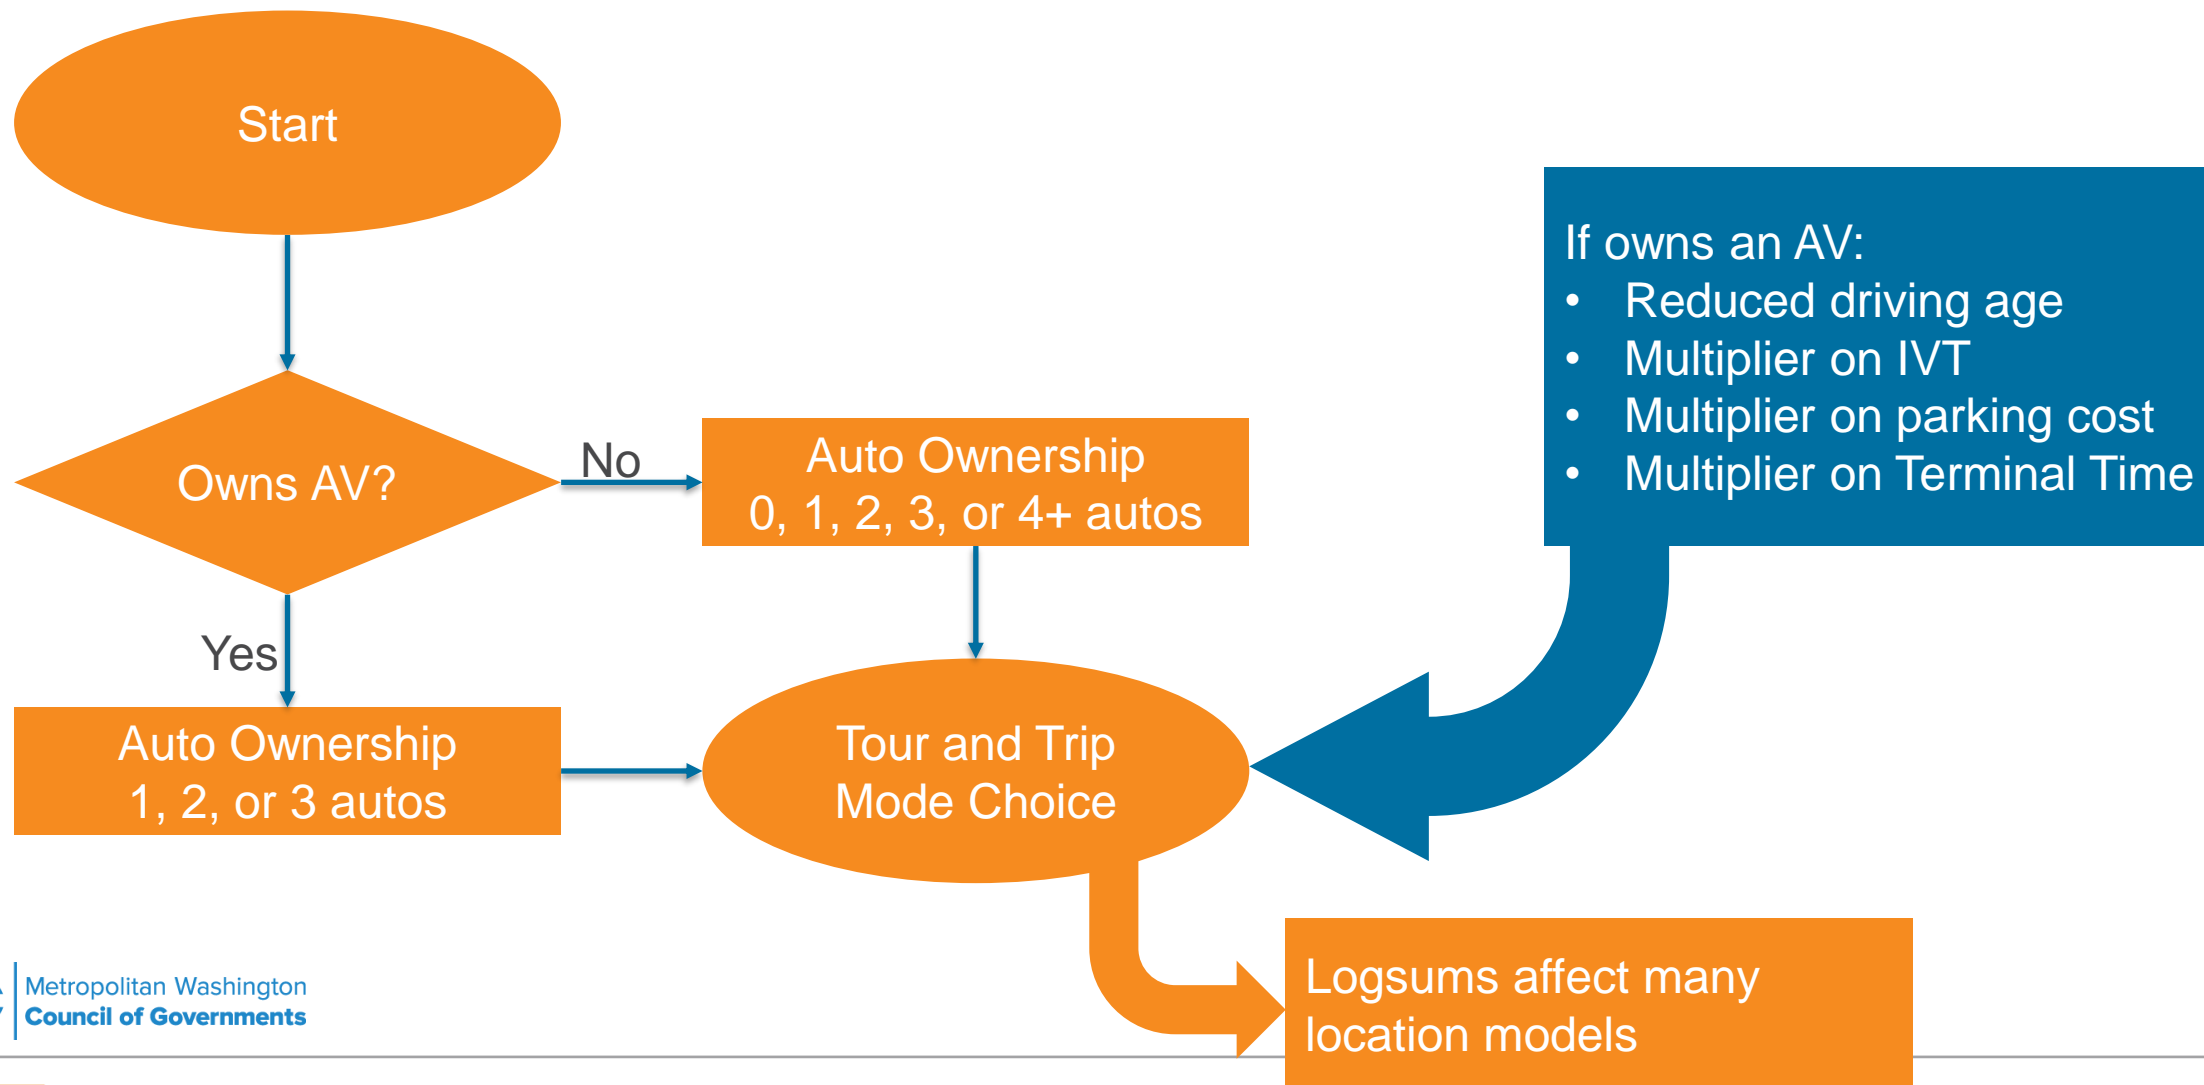 Start
Owns AV?
No
Auto Ownership
0, 1, 2, 3, or 4+ autos
Yes
Auto Ownership
1, 2, or 3 autos
Tour and Trip
Mode Choice
If owns an AV:
• Reduced driving age
• Multiplier on IVT
• Multiplier on parking cost
• Multiplier on Terminal Time
Logsums affect many
location models
Metropolitan Washington
Council of Governments